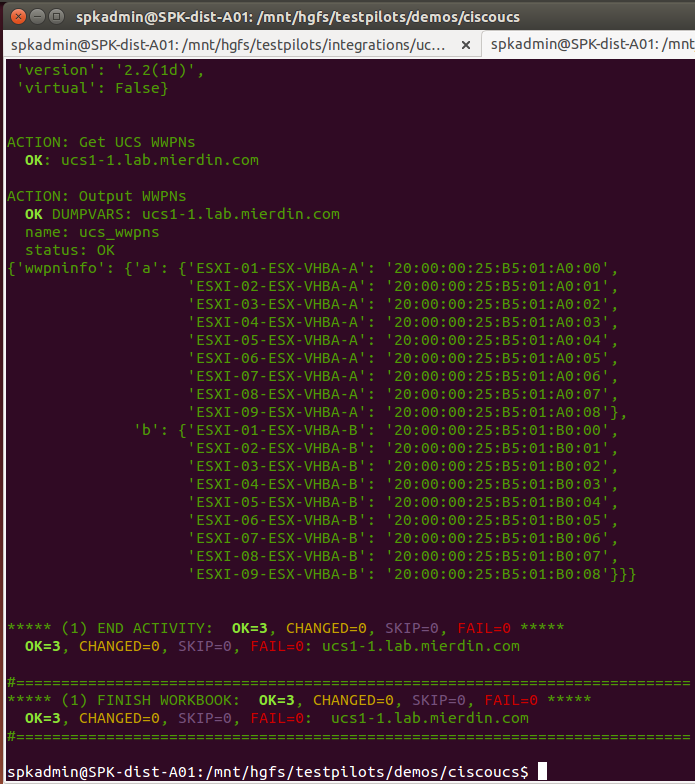 spkadmin@SPK-dist-A01: /mnt/hgfs/testpilots/demos/ciscoucs
spkadmin@SPK-dist-A01: /mnt/hgfs/testpilots/integrations/uc... × spkadmin@SPK-dist-A01: /mnt
 'version': '2.2(1d)',
 'virtual': False}
ACTION: Get UCS WWPNs
  OK: ucs1-1.lab.mierdin.com
ACTION: Output WWPNs
  OK DUMPVARS: ucs1-1.lab.mierdin.com
  name: ucs_wwpns
  status: OK
{'wwpninfo': {'a': {'ESXI-01-ESX-VHBA-A': '20:00:00:25:B5:01:A0:00',
                    'ESXI-02-ESX-VHBA-A': '20:00:00:25:B5:01:A0:01',
                    'ESXI-03-ESX-VHBA-A': '20:00:00:25:B5:01:A0:02',
                    'ESXI-04-ESX-VHBA-A': '20:00:00:25:B5:01:A0:03',
                    'ESXI-05-ESX-VHBA-A': '20:00:00:25:B5:01:A0:04',
                    'ESXI-06-ESX-VHBA-A': '20:00:00:25:B5:01:A0:05',
                    'ESXI-07-ESX-VHBA-A': '20:00:00:25:B5:01:A0:06',
                    'ESXI-08-ESX-VHBA-A': '20:00:00:25:B5:01:A0:07',
                    'ESXI-09-ESX-VHBA-A': '20:00:00:25:B5:01:A0:08'},
              'b': {'ESXI-01-ESX-VHBA-B': '20:00:00:25:B5:01:B0:00',
                    'ESXI-02-ESX-VHBA-B': '20:00:00:25:B5:01:B0:01',
                    'ESXI-03-ESX-VHBA-B': '20:00:00:25:B5:01:B0:02',
                    'ESXI-04-ESX-VHBA-B': '20:00:00:25:B5:01:B0:03',
                    'ESXI-05-ESX-VHBA-B': '20:00:00:25:B5:01:B0:04',
                    'ESXI-06-ESX-VHBA-B': '20:00:00:25:B5:01:B0:05',
                    'ESXI-07-ESX-VHBA-B': '20:00:00:25:B5:01:B0:06',
                    'ESXI-08-ESX-VHBA-B': '20:00:00:25:B5:01:B0:07',
                    'ESXI-09-ESX-VHBA-B': '20:00:00:25:B5:01:B0:08'}}}
***** (1) END ACTIVITY:  OK=3, CHANGED=0, SKIP=0, FAIL=0 *****
  OK=3, CHANGED=0, SKIP=0, FAIL=0: ucs1-1.lab.mierdin.com
#===========================================================================
***** (1) FINISH WORKBOOK:  OK=3, CHANGED=0, SKIP=0, FAIL=0 *****
  OK=3, CHANGED=0, SKIP=0, FAIL=0:  ucs1-1.lab.mierdin.com
#===========================================================================
spkadmin@SPK-dist-A01:/mnt/hgfs/testpilots/demos/ciscoucs$